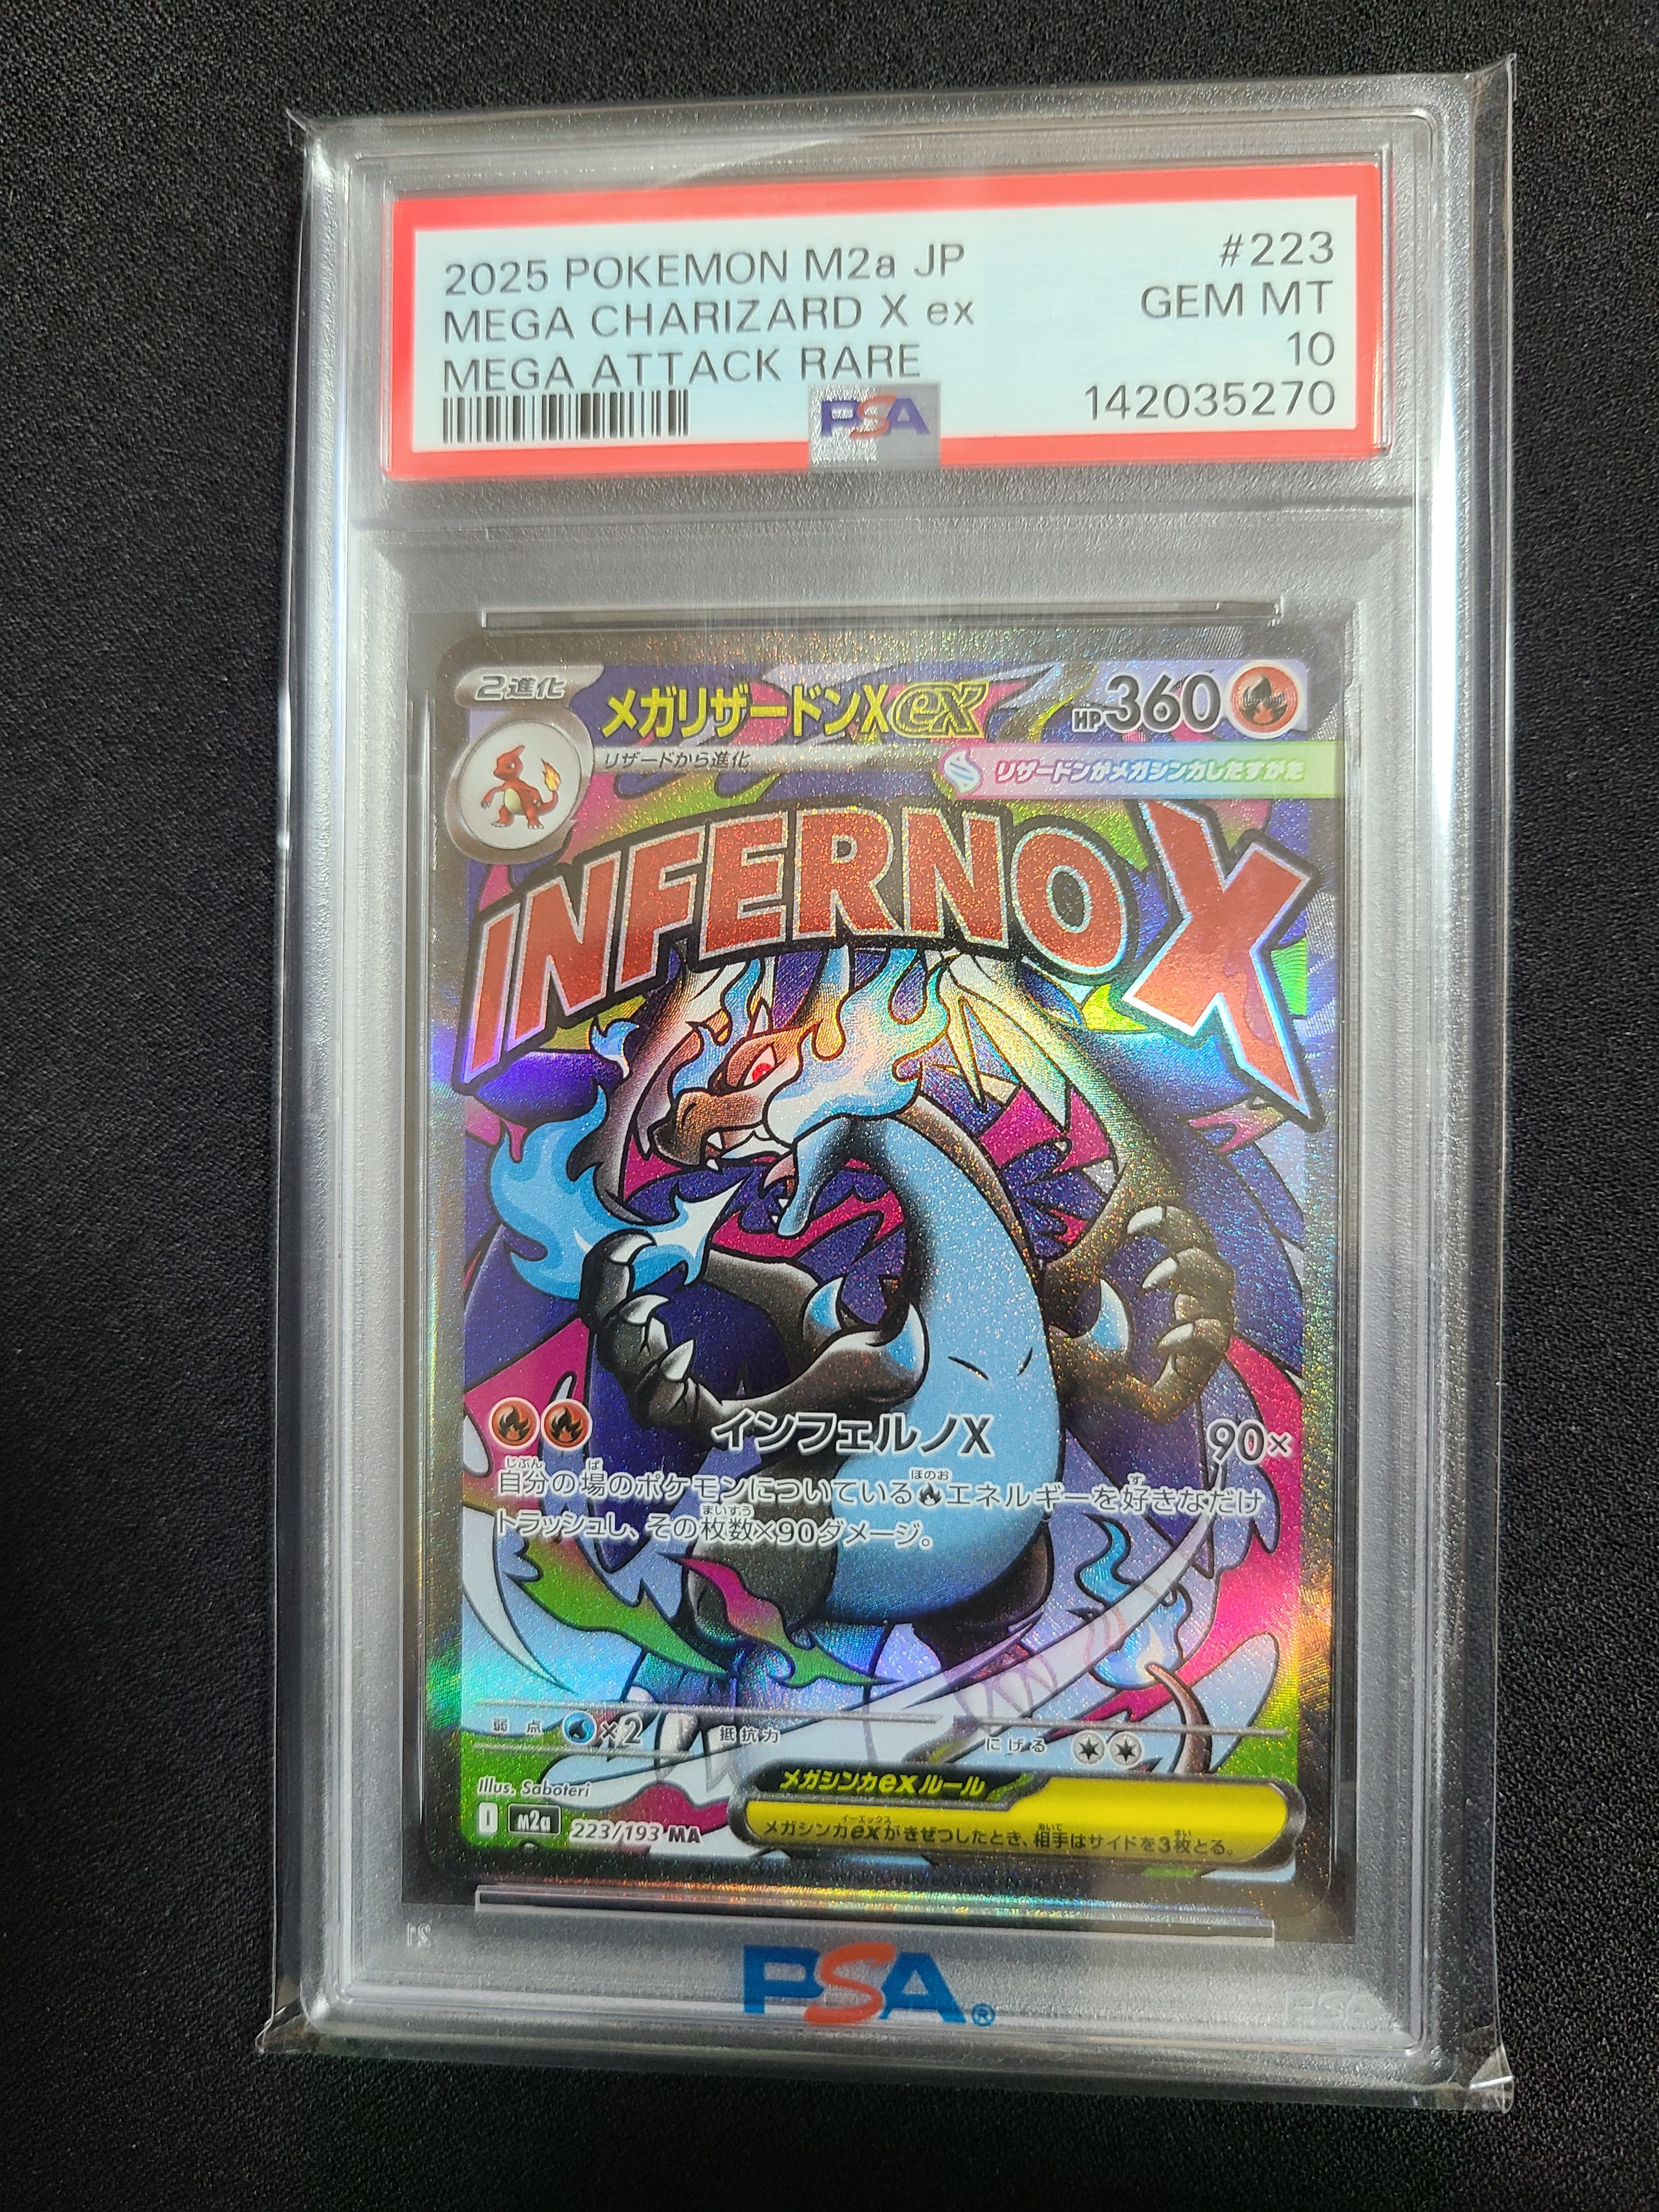 2025 POKEMON M2a JP #223
MEGA CHARIZARD X ex GEM MT
MEGA ATTACK RARE 10
PSA 142035270
2進化
メガリザードンXex HP360
リザードから進化
リザードンがメガシンカしたすがた
INFERNO X
インフェルノX 90×
自分の場のポケモンについているエネルギーを好きなだけ
トラッシュし、その枚数×90ダメージ。
弱点 ×2 抵抗力 にげる
メガシンカexルール
メガシンカexがきぜつしたとき、相手はサイドを3枚とる。
Illus. Saboteri
m2a 223/193 MA
PSA®